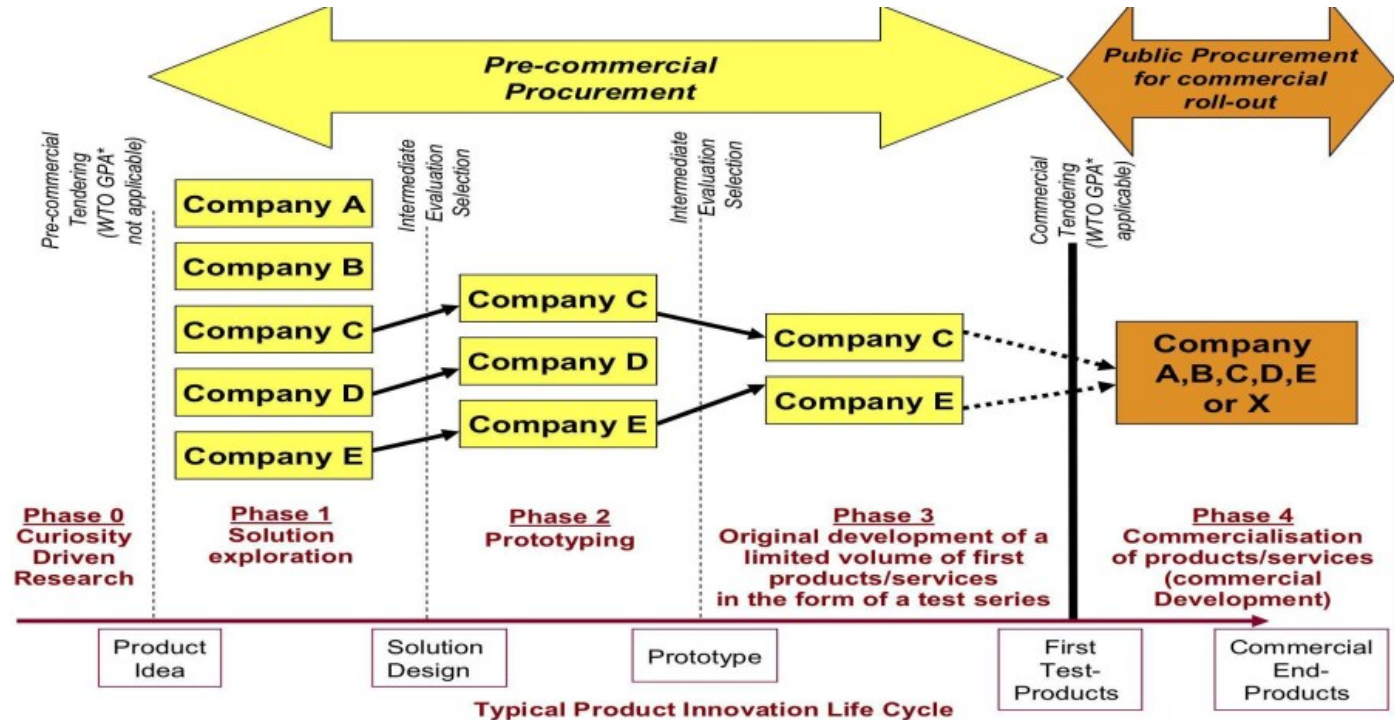 Pre-commercial
Procurement
Public Procurement
for commercial
roll-out
Pre-commercial
Tendering
(WTO GPA*
not applicable)
Company A
Company B
Company C
Company D
Company E
Intermediate
Evaluation
Selection
Company C
Company D
Company E
Intermediate
Evaluation
Selection
Company C
Company E
Commercial
Tendering
(WTO GPA*
applicable)
Company
A,B,C,D,E
or X
Phase 0
Curiosity
Driven
Research
Phase 1
Solution
exploration
Phase 2
Prototyping
Phase 3
Original development of a
limited volume of first
products/services
in the form of a test series
Phase 4
Commercialisation
of products/services
(commercial
Development)
Product
Idea
Solution
Design
Prototype
First
Test-
Products
Commercial
End-
Products
Typical Product Innovation Life Cycle